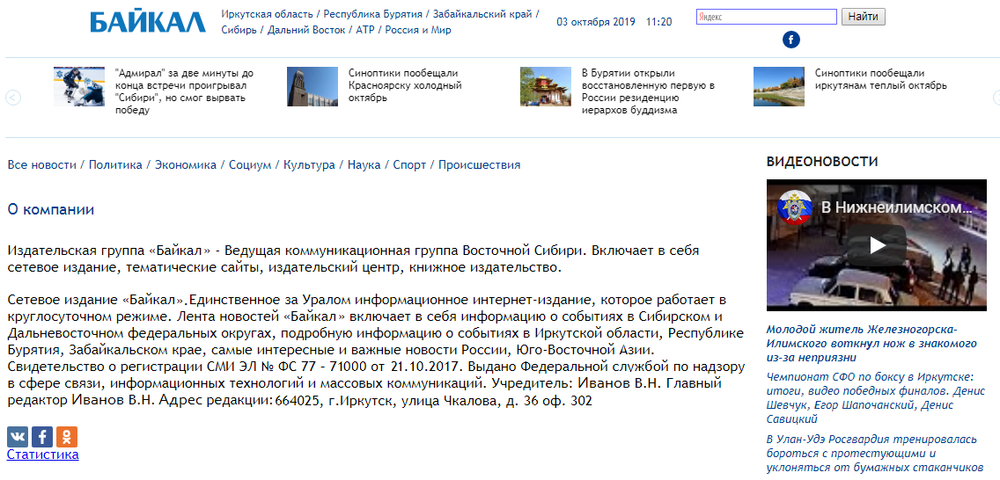 БАЙКАЛ
Иркутская область / Республика Бурятия / Забайкальский край /
Сибирь / Дальний Восток / АТР / Россия и Мир
03 октября 2019 11:20
Яндекс
Найти
"Адмирал" за две минуты до
конца встречи проигрывал
"Сибири", но смог вырвать
победу
Синоптики пообещали
Красноярску холодный
октябрь
В Бурятии открыли
восстановленную первую в
России резиденцию
иерархов буддизма
Синоптики пообещали
иркутянам теплый октябрь
Все новости / Политика / Экономика / Социум / Культура / Наука / Спорт / Происшествия
О компании
Издательская группа «Байкал» - Ведущая коммуникационная группа Восточной Сибири. Включает в себя
сетевое издание, тематические сайты, издательский центр, книжное издательство.
Сетевое издание «Байкал».Единственное за Уралом информационное интернет-издание, которое работает в
круглосуточном режиме. Лента новостей «Байкал» включает в себя информацию о событиях в Сибирском и
Дальневосточном федеральных округах, подробную информацию о событиях в Иркутской области, Республике
Бурятия, Забайкальском крае, самые интересные и важные новости России, Юго-Восточной Азии.
Свидетельство о регистрации СМИ ЭЛ № ФС 77 – 71000 от 21.10.2017. Выдано Федеральной службой по надзору
в сфере связи, информационных технологий и массовых коммуникаций. Учредитель: Иванов В.Н. Главный
редактор Иванов В.Н. Адрес редакции: 664025, г.Иркутск, улица Чкалова, д. 36 оф. 302
Статистика
ВИДЕОНОВОСТИ
В Нижнеилимском...
Молодой житель Железногорска-
Илимского воткнул нож в знакомого
из-за неприязни
Чемпионат СФО по боксу в Иркутске:
итоги, видео победных финалов. Денис
Шевчук, Егор Шапочанский, Денис
Савицкий
В Улан-Удэ Росгвардия тренировалась
бороться с протестующими и
уклоняться от бумажных стаканчиков